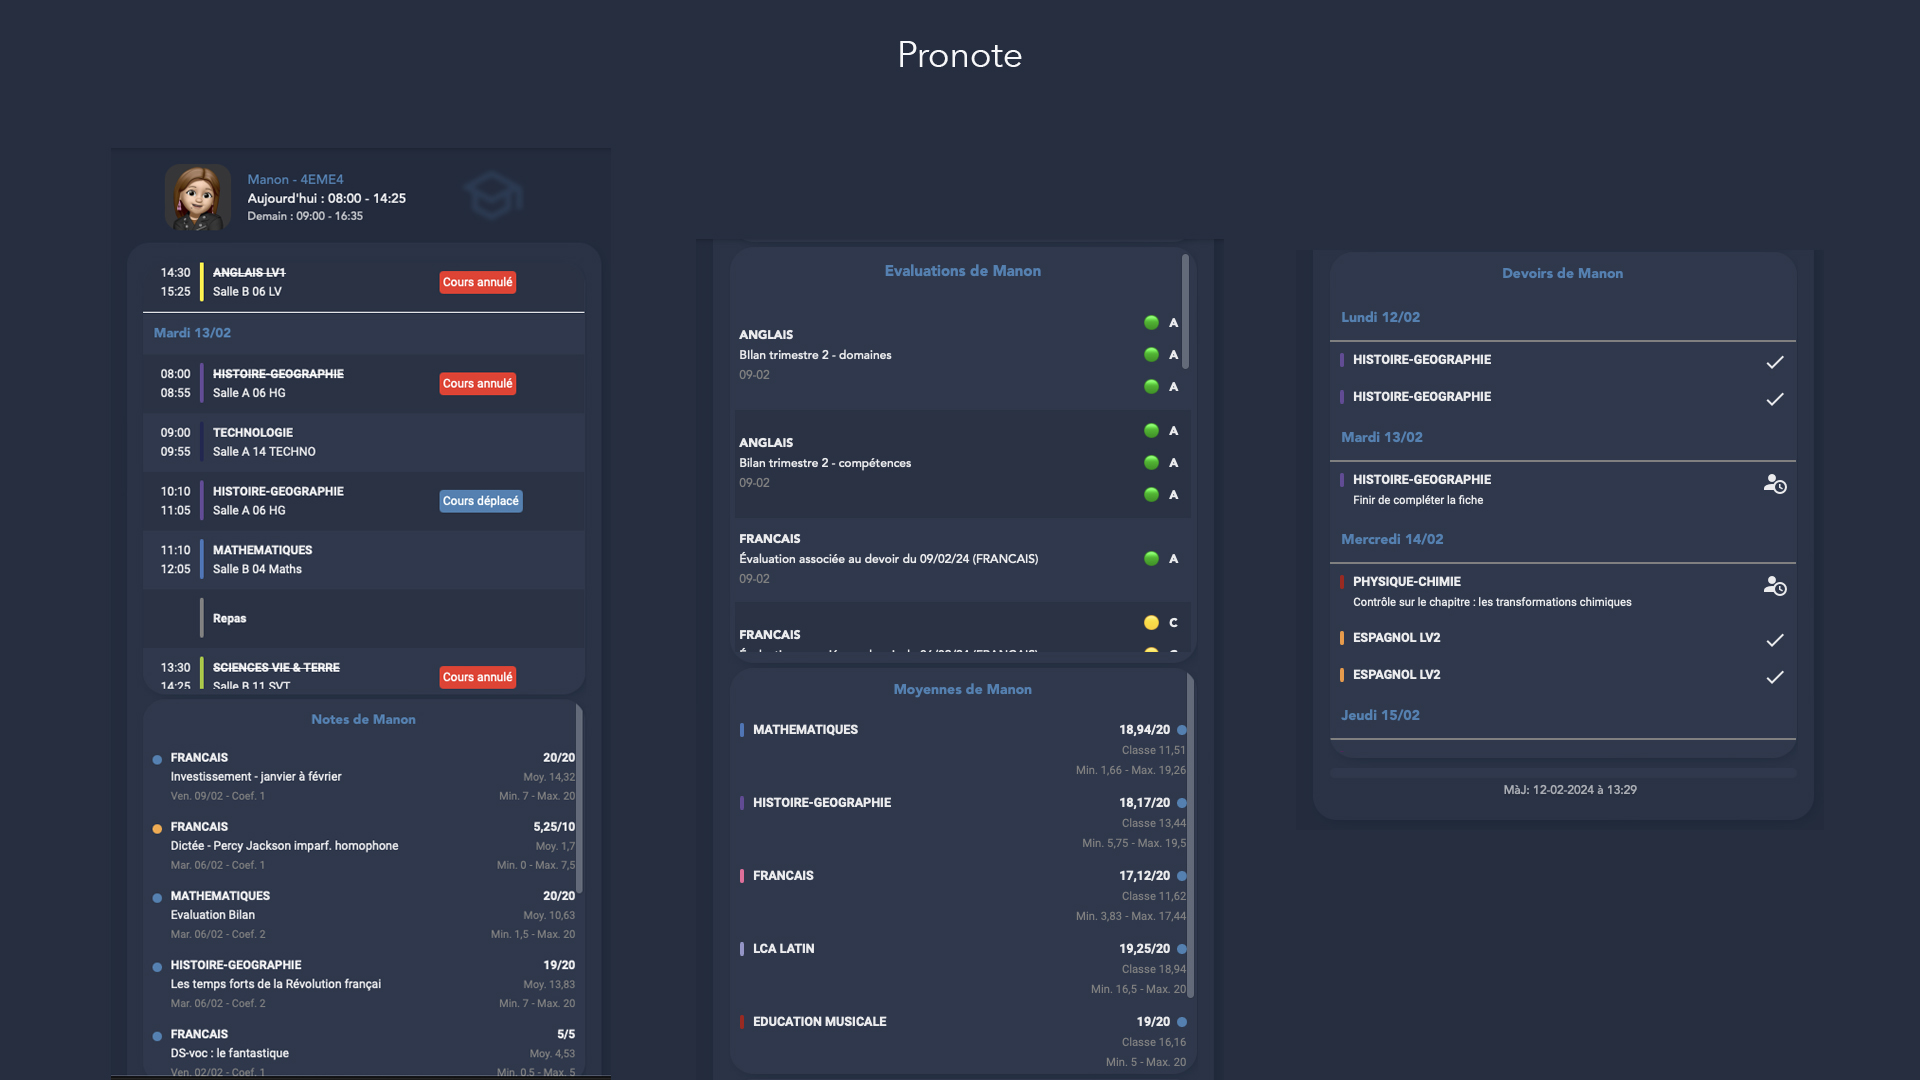 Pronote
Manon - 4EME4
Aujourd'hui : 08:00 - 14:25
Demain : 09:00 - 16:35
14:30 ANGLAIS LV1
15:25 Salle B 06 LV
Cours annulé
Mardi 13/02
08:00 HISTOIRE-GEOGRAPHIE
08:55 Salle A 06 HG
Cours annulé
09:00 TECHNOLOGIE
09:55 Salle A 14 TECHNO
10:10 HISTOIRE-GEOGRAPHIE
11:05 Salle A 06 HG
Cours déplacé
11:10 MATHEMATIQUES
12:05 Salle B 04 Maths
Repas
13:30 SCIENCES VIE & TERRE
14:25 Salle B 11 SVT
Cours annulé
Notes de Manon
FRANCAIS 20/20
Investissement - janvier à février Moy. 14,32
Ven. 09/02 - Coef. 1 Min. 7 - Max. 20
FRANCAIS 5,25/10
Dictée - Percy Jackson imparf. homophone Moy. 1,7
Mar. 06/02 - Coef. 1 Min. 0 - Max. 7,5
MATHEMATIQUES 20/20
Evaluation Bilan Moy. 10,63
Mar. 06/02 - Coef. 2 Min. 1,5 - Max. 20
HISTOIRE-GEOGRAPHIE 19/20
Les temps forts de la Révolution françai Moy. 13,83
Mar. 06/02 - Coef. 2 Min. 7 - Max. 20
FRANCAIS 5/5
DS-voc : le fantastique Moy. 4,53
Ven. 02/02 - Coef. 1 Min. 0,5 - Max. 5
Evaluations de Manon
A
ANGLAIS
BIlan trimestre 2 - domaines A
09-02
A
A
ANGLAIS
Bilan trimestre 2 - compétences A
09-02
A
FRANCAIS
Évaluation associée au devoir du 09/02/24 (FRANCAIS) A
09-02
C
FRANCAIS
Moyennes de Manon
MATHEMATIQUES 18,94/20
Classe 11,51
Min. 1,66 - Max. 19,26
HISTOIRE-GEOGRAPHIE 18,17/20
Classe 13,44
Min. 5,75 - Max. 19,5
FRANCAIS 17,12/20
Classe 11,62
Min. 3,83 - Max. 17,44
LCA LATIN 19,25/20
Classe 18,94
Min. 16,5 - Max. 20
EDUCATION MUSICALE 19/20
Classe 16,16
Min. 5 - Max. 20
Devoirs de Manon
Lundi 12/02
HISTOIRE-GEOGRAPHIE
HISTOIRE-GEOGRAPHIE
Mardi 13/02
HISTOIRE-GEOGRAPHIE
Finir de compléter la fiche
Mercredi 14/02
PHYSIQUE-CHIMIE
Contrôle sur le chapitre : les transformations chimiques
ESPAGNOL LV2
ESPAGNOL LV2
Jeudi 15/02
MàJ: 12-02-2024 à 13:29